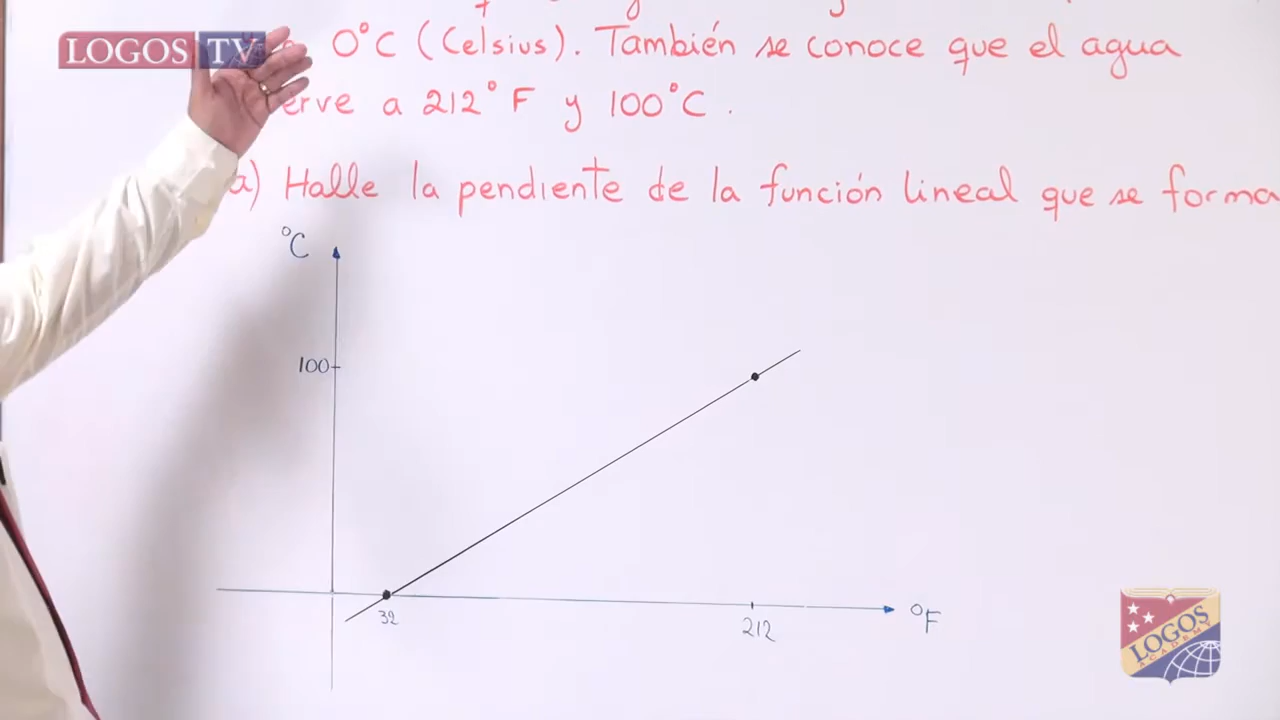 LOGOS TV
0°C (Celsius). También se conoce que el agua
erve a 212°F y 100°C.
a) Halle la pendiente de la función lineal que se forma
°C
100
32
212
°F
LOGOS
ACADEMY